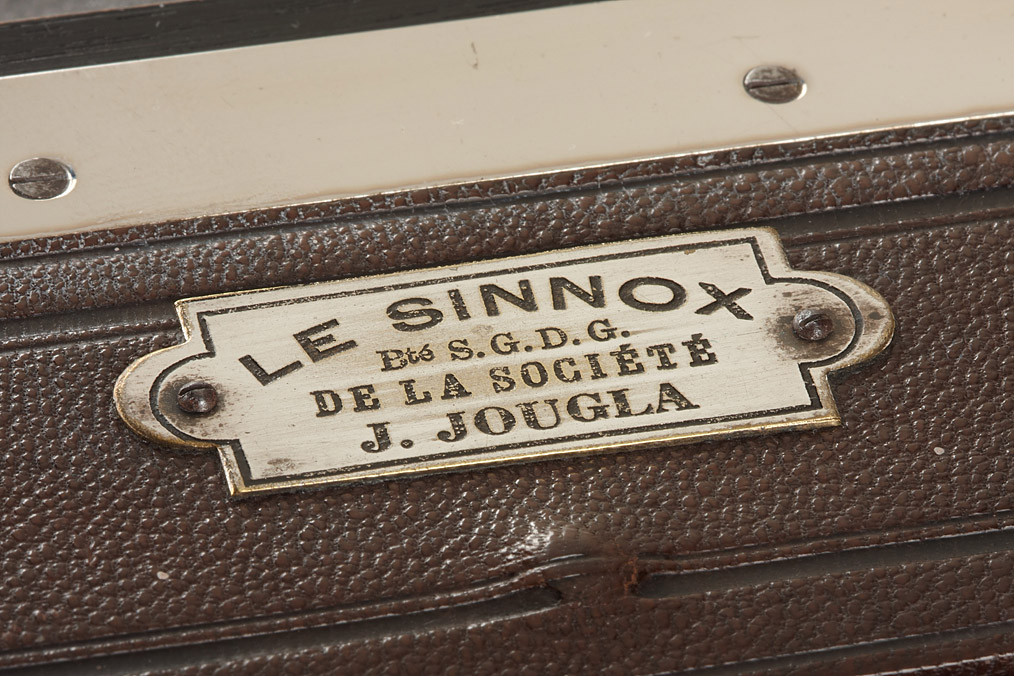 LE SINNOX
Bté S.G.D.G.
DE LA SOCIÉTÉ
J. JOUGLA